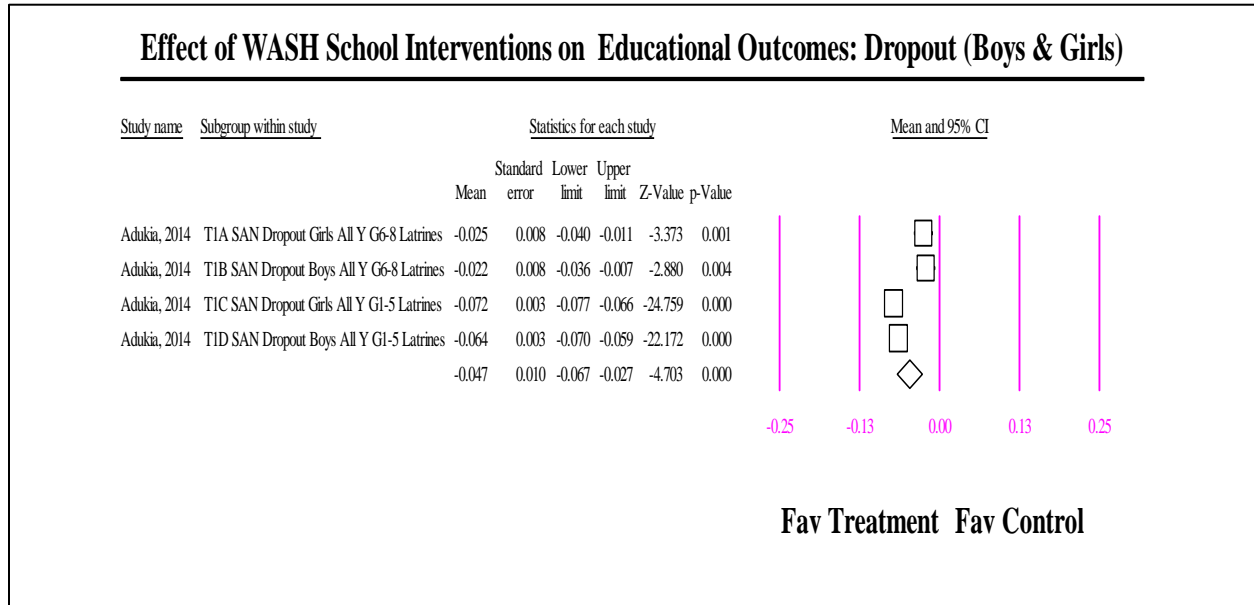 Effect of WASH School Interventions on Educational Outcomes: Dropout (Boys & Girls)
Study name Subgroup within study Statistics for each study Mean and 95% CI
Standard Lower Upper
Mean error limit limit Z-Value p-Value
Adukia, 2014 T1A SAN Dropout Girls All Y G6-8 Latrines -0.025 0.008 -0.040 -0.011 -3.373 0.001
Adukia, 2014 T1B SAN Dropout Boys All Y G6-8 Latrines -0.022 0.008 -0.036 -0.007 -2.880 0.004
Adukia, 2014 T1C SAN Dropout Girls All Y G1-5 Latrines -0.072 0.003 -0.077 -0.066 -24.759 0.000
Adukia, 2014 T1D SAN Dropout Boys All Y G1-5 Latrines -0.064 0.003 -0.070 -0.059 -22.172 0.000
-0.047 0.010 -0.067 -0.027 -4.703 0.000
-0.25 -0.13 0.00 0.13 0.25
Fav Treatment Fav Control